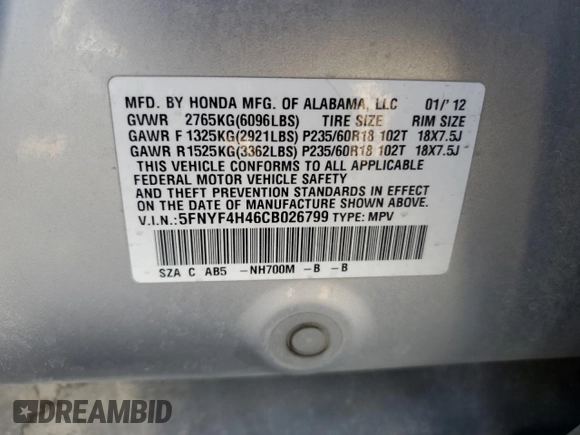 MFD. BY HONDA MFG. OF ALABAMA, LLC 01/'12
GVWR 2765KG(6096LBS) TIRE SIZE RIM SIZE
GAWR F 1325KG(2921LBS) P235/60R18 102T 18X7.5J
GAWR R 1525KG(3362LBS) P235/60R18 102T 18X7.5J
THIS VEHICLE CONFORMS TO ALL APPLICABLE
FEDERAL MOTOR VEHICLE SAFETY
AND THEFT PREVENTION STANDARDS IN EFFECT
ON THE DATE OF MANUFACTURE SHOWN ABOVE.
V.I.N.:5FNYF4H46CB026799 TYPE: MPV
SZA C AB5 -NH700M -B -B
DREAMBID